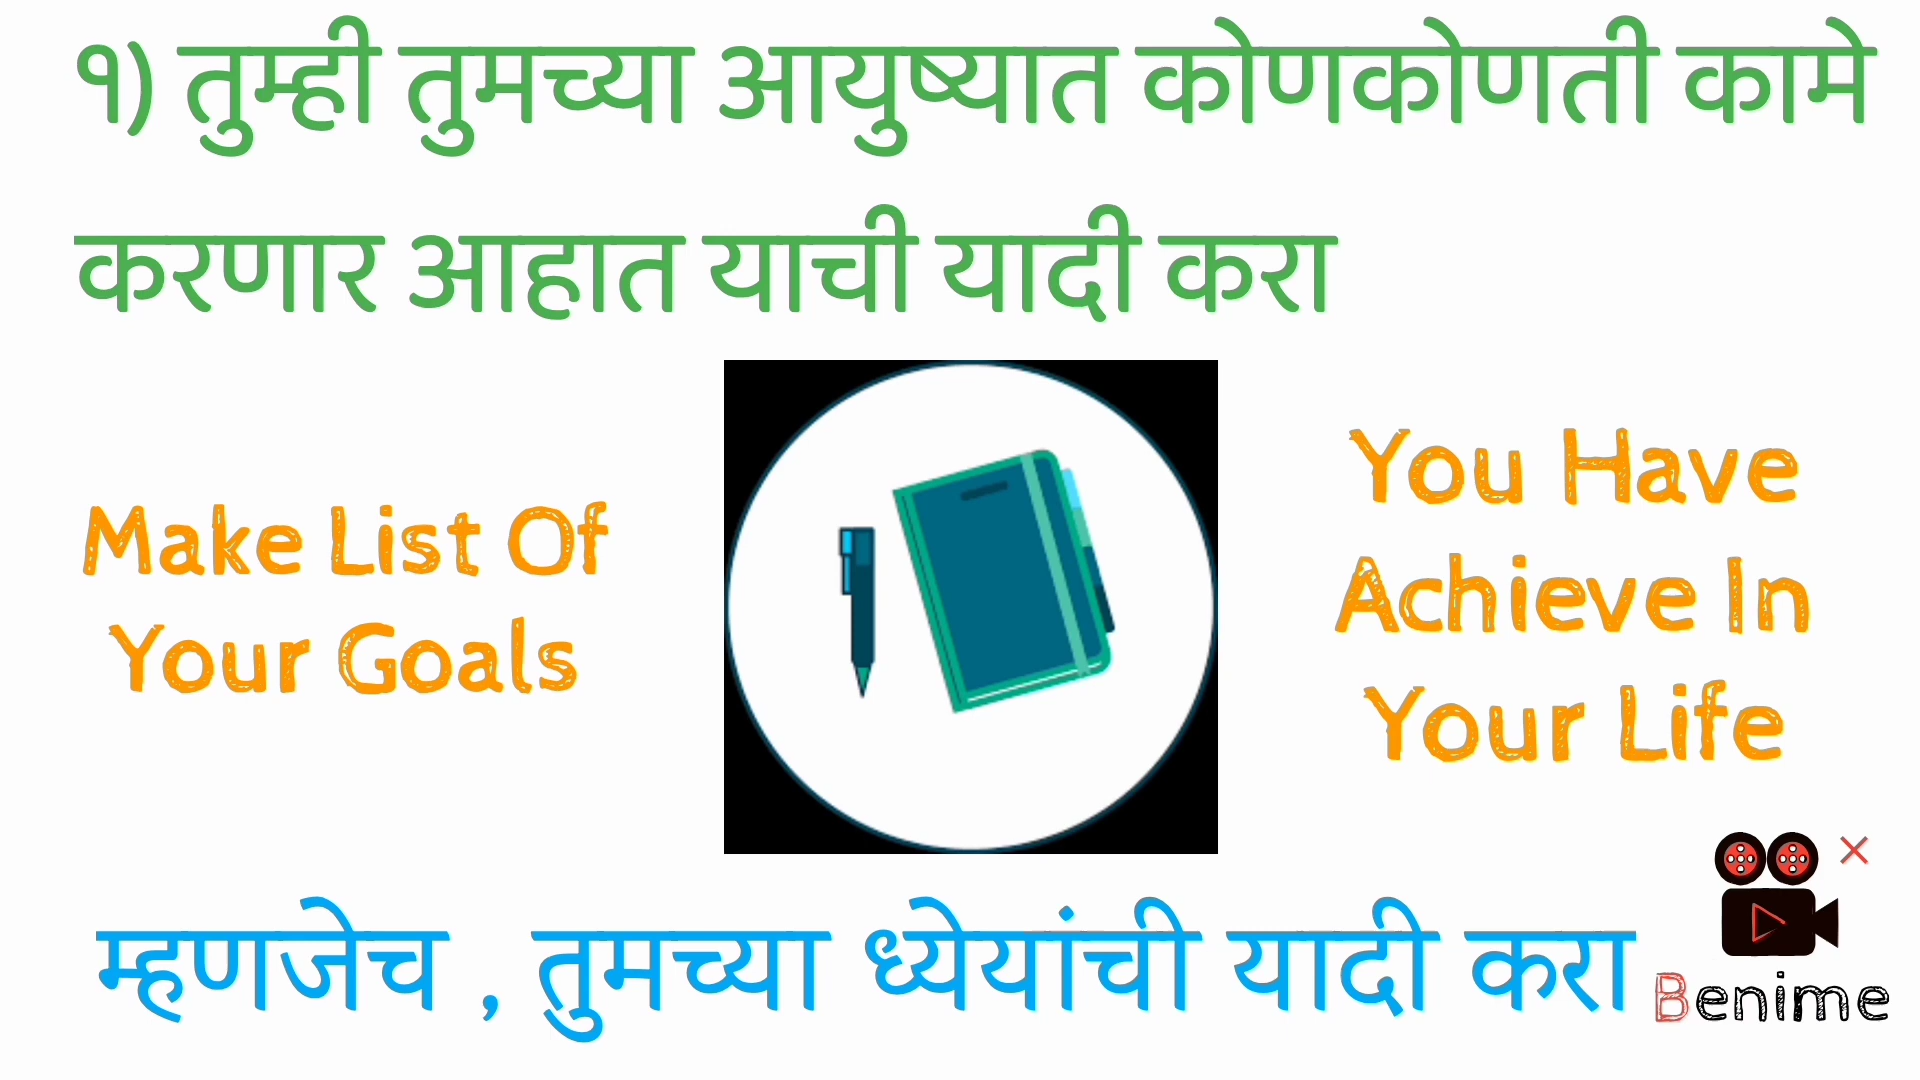 १) तुम्ही तुमच्या आयुष्यात कोणकोणती कामे
करणार आहात याची यादी करा
Make List Of
Your Goals
You Have
Achieve In
Your Life
म्हणजेच , तुमच्या ध्येयांची यादी करा
Benime